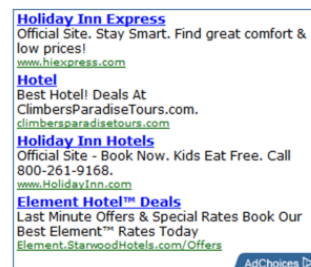 Holiday Inn Express
Official Site. Stay Smart. Find great comfort &
low prices!
www.hiexpress.com
Hotel
Best Hotel! Deals At
ClimbersParadiseTours.com.
climbersparadisetours.com
Holiday Inn Hotels
Official Site - Book Now. Kids Eat Free. Call
800-261-9168.
www.HolidayInn.com
Element Hotel™ Deals
Last Minute Offers & Special Rates Book Our
Best Element™ Rates Today
Element.StarwoodHotels.com/Offers
AdChoices